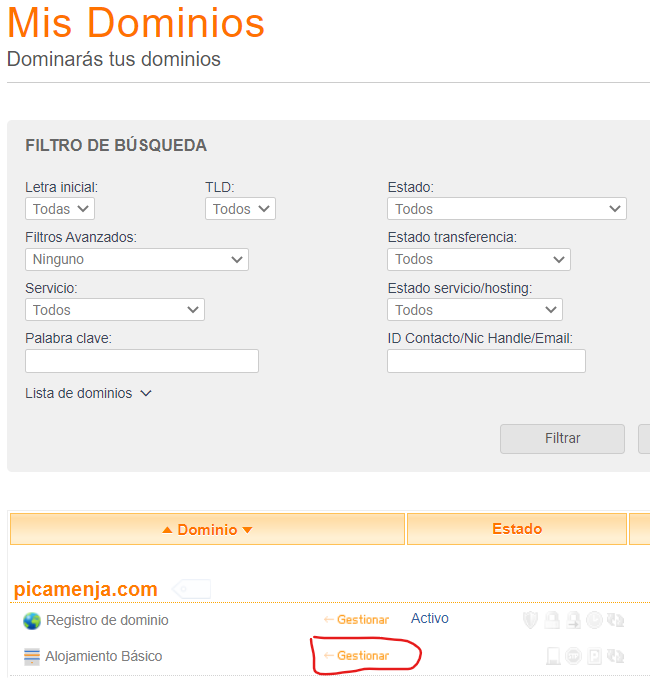 Mis Dominios
Dominarás tus dominios
FILTRO DE BÚSQUEDA
Letra inicial: TLD: Estado:
Todas Todos Todos
Filtros Avanzados: Estado transferencia:
Ninguno Todos
Servicio: Estado servicio/hosting:
Todos Todos
Palabra clave: ID Contacto/Nic Handle/Email:
Lista de dominios
Filtrar
Dominio Estado
picamenja.com
Registro de dominio Gestionar Activo
Alojamiento Básico Gestionar